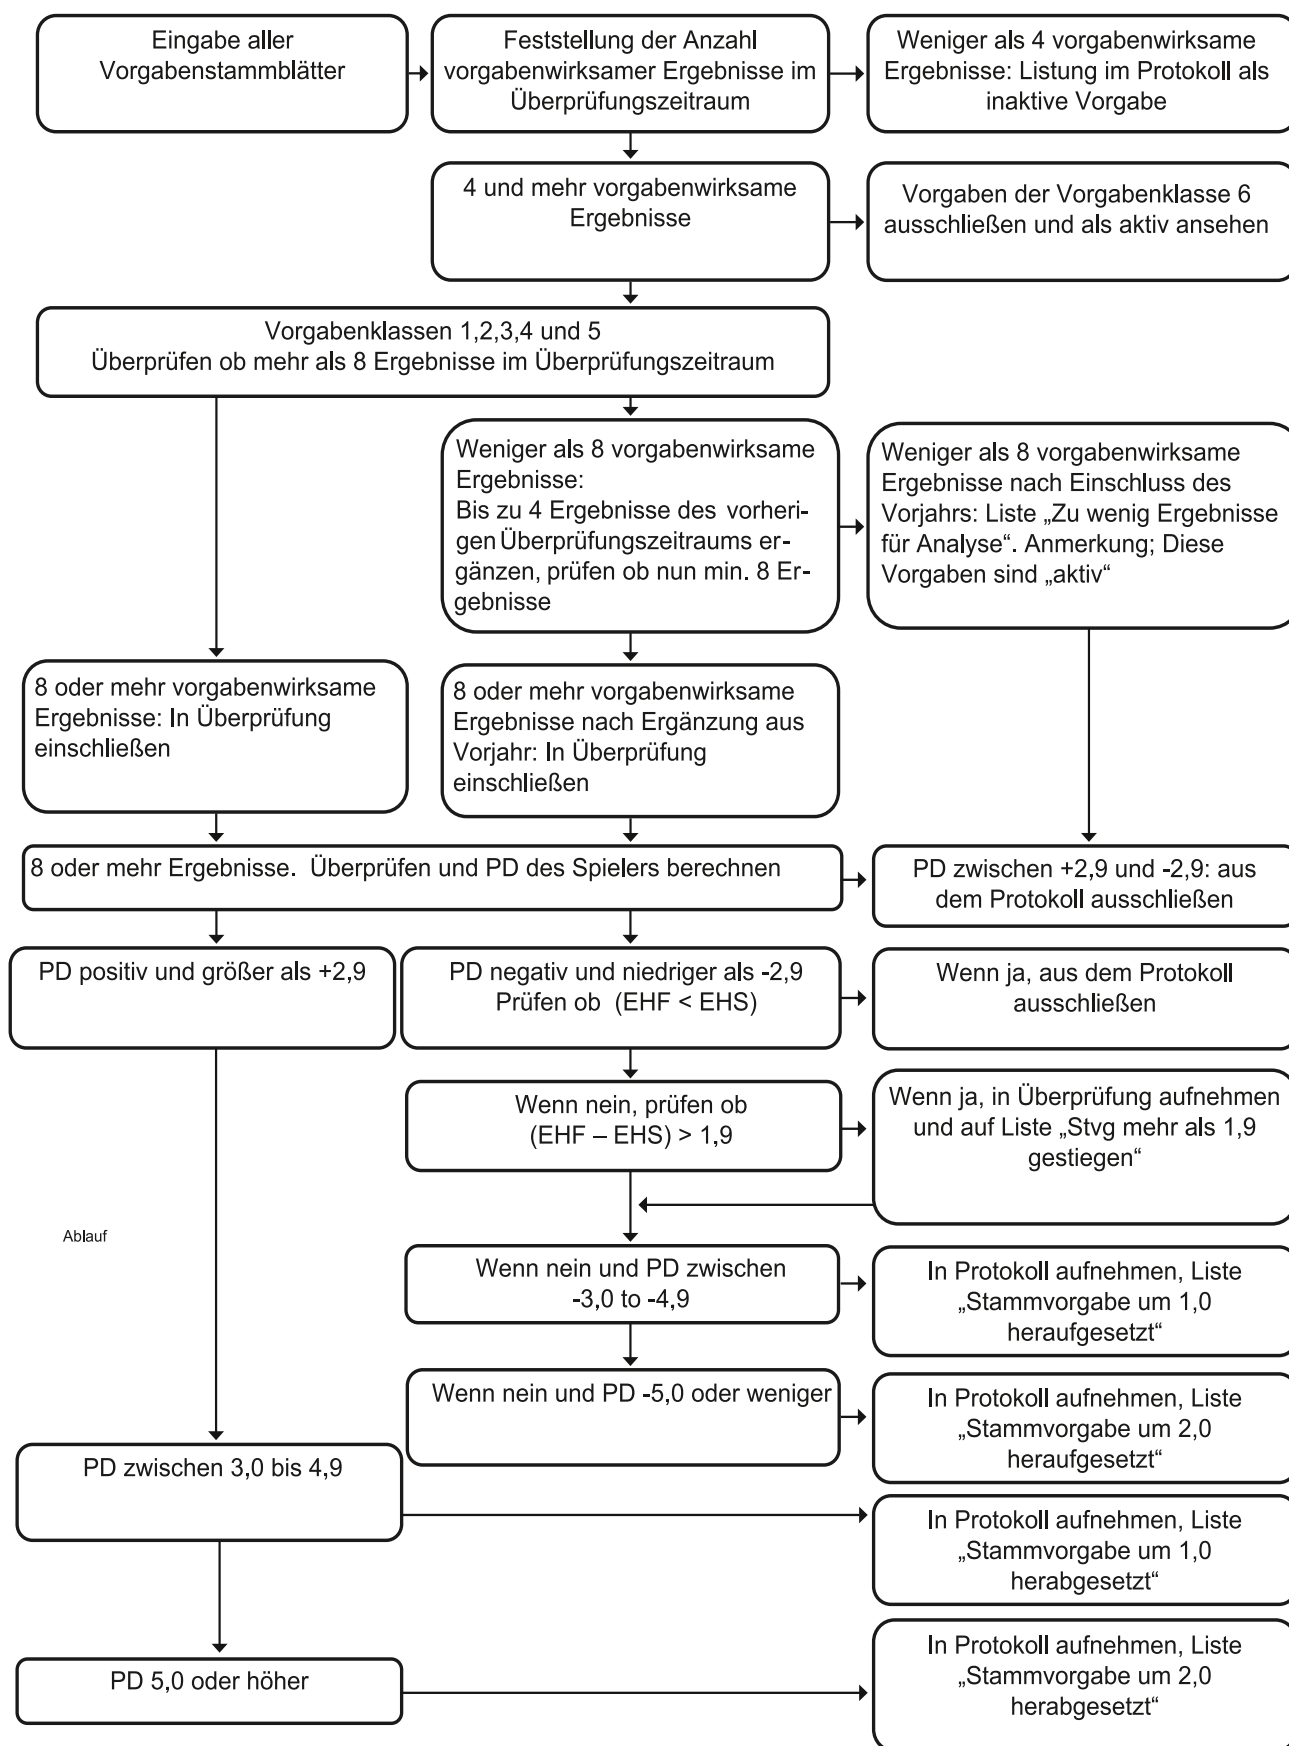 Eingabe aller
Vorgabenstammblätter
Feststellung der Anzahl
vorgabenwirksamer Ergebnisse im
Überprüfungszeitraum
Weniger als 4 vorgabenwirksame
Ergebnisse: Listung im Protokoll als
inaktive Vorgabe
4 und mehr vorgabenwirksame
Ergebnisse
Vorgaben der Vorgabenklasse 6
ausschließen und als aktiv ansehen
Vorgabenklassen 1,2,3,4 und 5
Überprüfen ob mehr als 8 Ergebnisse im Überprüfungszeitraum
Weniger als 8 vorgabenwirksame
Ergebnisse:
Bis zu 4 Ergebnisse des vorheri-
gen Überprüfungszeitraums er-
gänzen, prüfen ob nun min. 8 Er-
gebnisse
Weniger als 8 vorgabenwirksame
Ergebnisse nach Einschluss des
Vorjahrs: Liste „Zu wenig Ergebnisse
für Analyse“. Anmerkung; Diese
Vorgaben sind „aktiv“
8 oder mehr vorgabenwirksame
Ergebnisse: In Überprüfung
einschließen
8 oder mehr vorgabenwirksame
Ergebnisse nach Ergänzung aus
Vorjahr: In Überprüfung
einschließen
8 oder mehr Ergebnisse. Überprüfen und PD des Spielers berechnen
PD zwischen +2,9 und -2,9: aus
dem Protokoll ausschließen
PD positiv und größer als +2,9
PD negativ und niedriger als -2,9
Prüfen ob (EHF < EHS)
Wenn ja, aus dem Protokoll
ausschließen
Wenn nein, prüfen ob
(EHF – EHS) > 1,9
Wenn ja, in Überprüfung aufnehmen
und auf Liste „Stvg mehr als 1,9
gestiegen“
Ablauf
Wenn nein und PD zwischen
-3,0 to -4,9
In Protokoll aufnehmen, Liste
„Stammvorgabe um 1,0
heraufgesetzt“
Wenn nein und PD -5,0 oder weniger
In Protokoll aufnehmen, Liste
„Stammvorgabe um 2,0
heraufgesetzt“
PD zwischen 3,0 bis 4,9
In Protokoll aufnehmen, Liste
„Stammvorgabe um 1,0
herabgesetzt“
PD 5,0 oder höher
In Protokoll aufnehmen, Liste
„Stammvorgabe um 2,0
herabgesetzt“